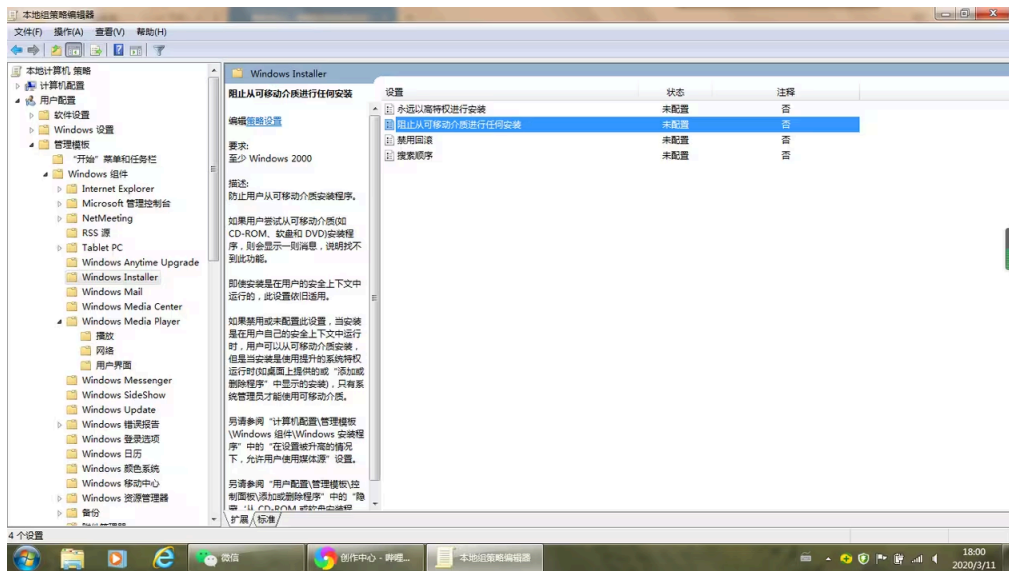 本地组策略编辑器
文件(F) 操作(A) 查看(V) 帮助(H)
本地计算机 策略
计算机配置
用户配置
软件设置
Windows 设置
管理模板
“开始”菜单和任务栏
Windows 组件
Internet Explorer
Microsoft 管理控制台
NetMeeting
RSS 源
Tablet PC
Windows Anytime Upgrade
Windows Installer
Windows Mail
Windows Media Center
Windows Media Player
播放
网络
用户界面
Windows Messenger
Windows SideShow
Windows Update
Windows 错误报告
Windows 登录选项
Windows 日历
Windows 颜色系统
Windows 移动中心
Windows 资源管理器
备份
Windows Installer
阻止从可移动介质进行任何安装
编辑策略设置
要求:
至少 Windows 2000
描述:
防止用户从可移动介质安装程序。
如果用户尝试从可移动介质(如
CD-ROM、软盘和 DVD)安装程
序，则会显示一则消息，说明找不
到此功能。
即使安装是在用户的安全上下文中
运行的，此设置依旧适用。
如果禁用或未配置此设置，当安装
是在用户自己的安全上下文中运行
时，用户可以从可移动介质安装，
但是当安装是使用提升的系统特权
运行时(如桌面上提供的或“添加或
删除程序”中显示的安装)，只有系
统管理员才能使用可移动介质。
另请参阅“计算机配置\管理模板
\Windows 组件\Windows 安装程
序”中的“在设置被升高的情况
下，允许用户使用媒体源”设置。
另请参阅“用户配置\管理模板\控
制面板\添加或删除程序”中的“隐
设置 状态 注释
永远以高特权进行安装 未配置 否
阻止从可移动介质进行任何安装 未配置 否
禁用回滚 未配置 否
搜索顺序 未配置 否
扩展 标准
4 个设置
微信 创作中心 - 哔哩... 本地组策略编辑器
18:00
2020/3/11